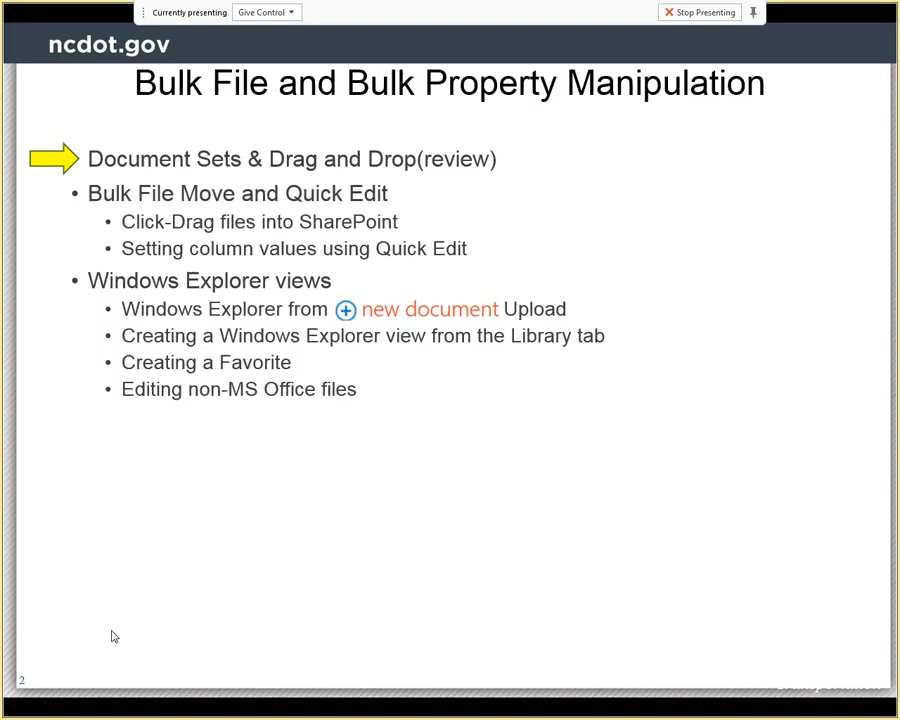 Currently presenting Give Control Stop Presenting
ncdot.gov
Bulk File and Bulk Property Manipulation
Document Sets & Drag and Drop(review)
• Bulk File Move and Quick Edit
• Click-Drag files into SharePoint
• Setting column values using Quick Edit
• Windows Explorer views
• Windows Explorer from new document Upload
• Creating a Windows Explorer view from the Library tab
• Creating a Favorite
• Editing non-MS Office files
2